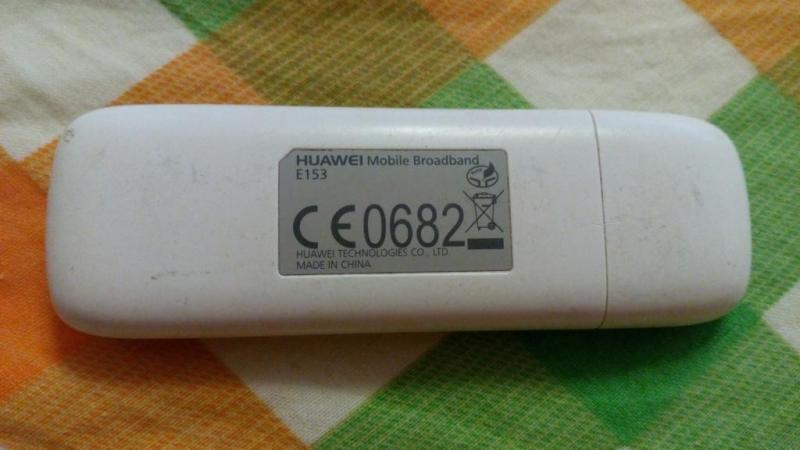 HUAWEI Mobile Broadband
E153
CE0682
HUAWEI TECHNOLOGIES CO., LTD.
MADE IN CHINA